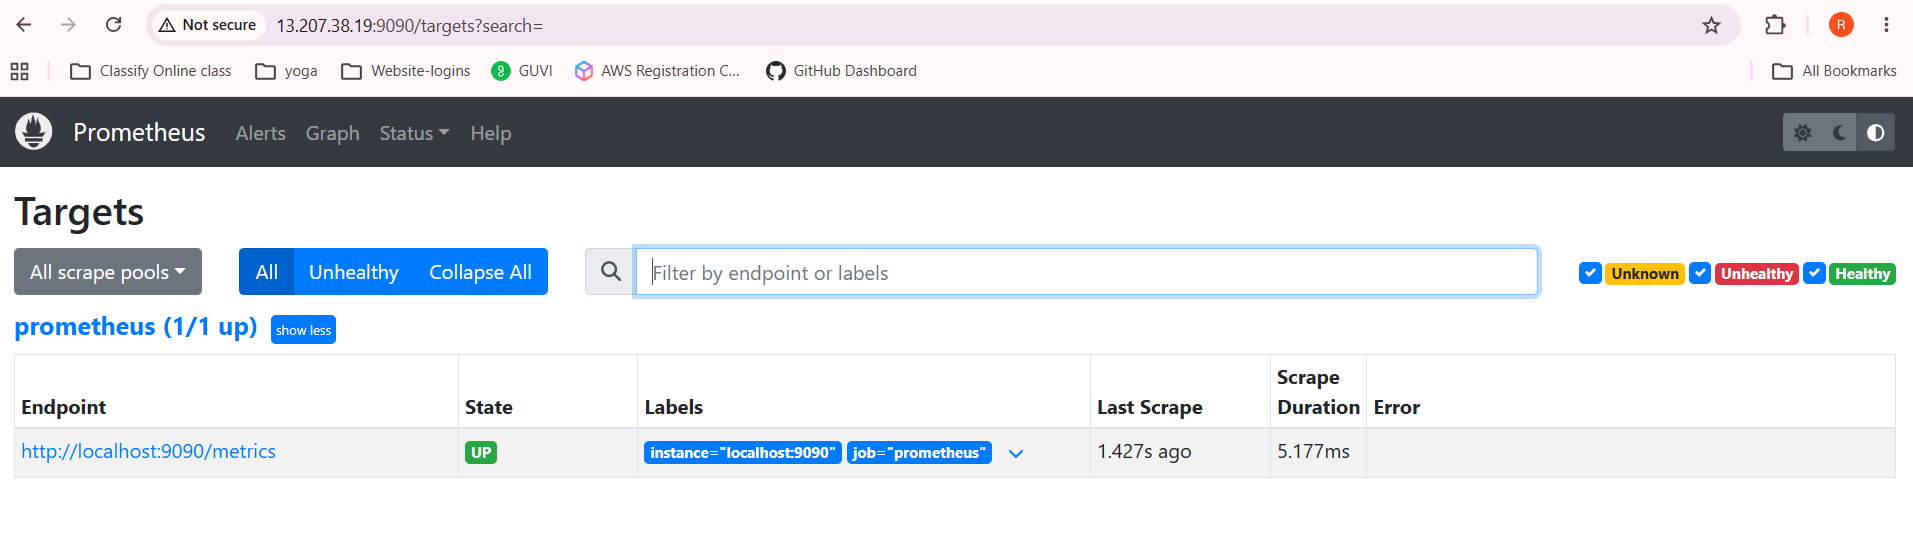 Not secure 13.207.38.19:9090/targets?search= R
Classify Online class yoga Website-logins GUVI AWS Registration C... GitHub Dashboard All Bookmarks
Prometheus Alerts Graph Status Help
Targets
All scrape pools All Unhealthy Collapse All Filter by endpoint or labels Unknown Unhealthy Healthy
prometheus (1/1 up) show less
Endpoint State Labels Last Scrape Scrape Duration Error
http://localhost:9090/metrics UP instance="localhost:9090" job="prometheus" 1.427s ago 5.177ms